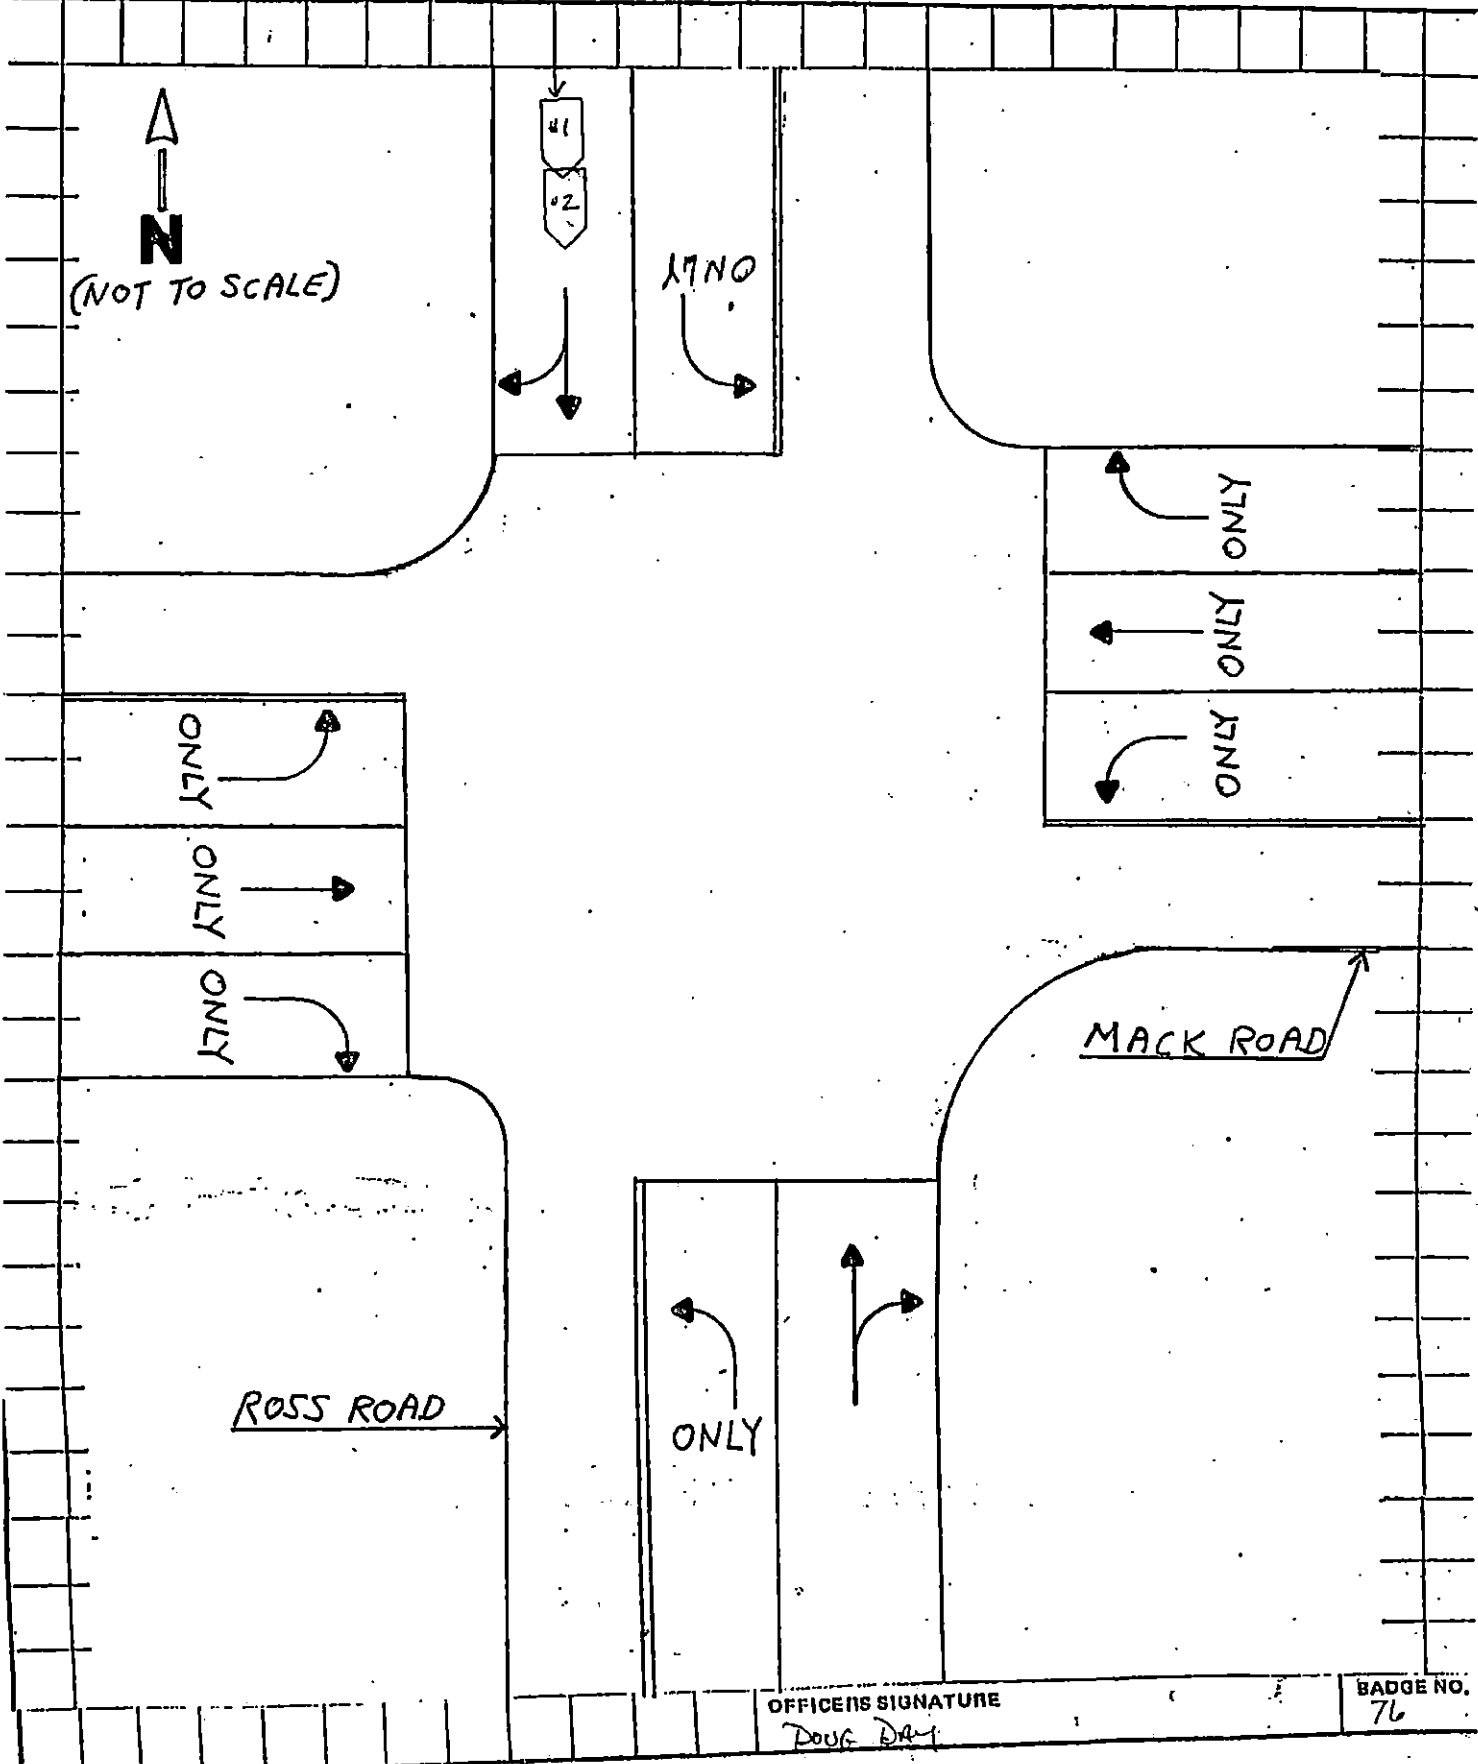 #1
#2
N
(NOT TO SCALE)
ONLY
ONLY
ONLY
ONLY
ONLY
ONLY
ONLY
MACK ROAD
ROSS ROAD
ONLY
OFFICERS SIGNATURE
DOUG DAY
BADGE NO.
76